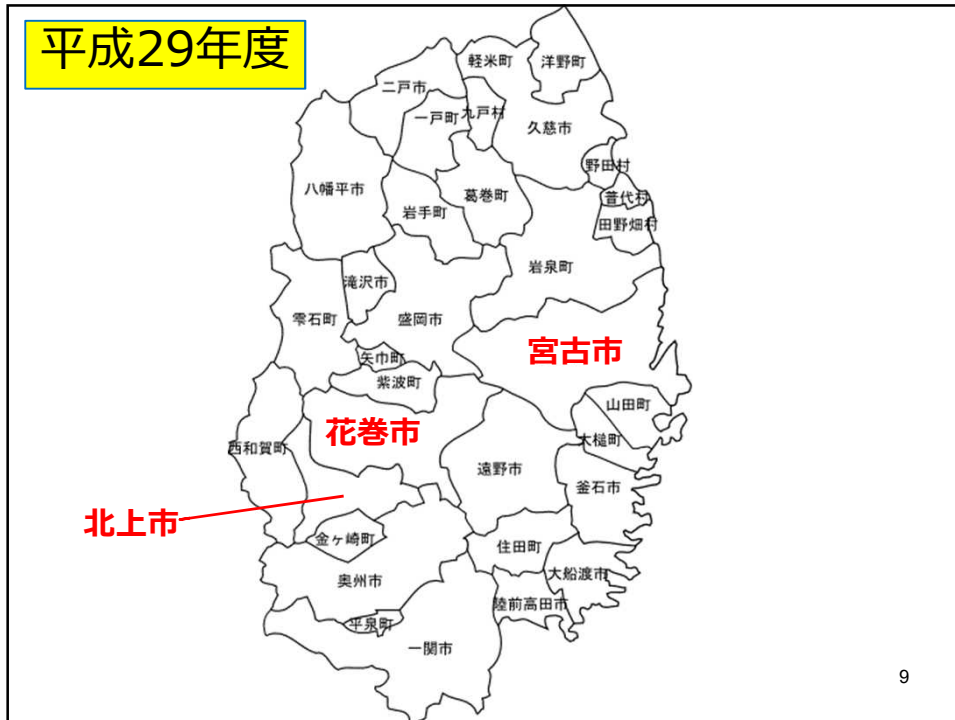 平成29年度
軽米町
洋野町
二戸市
一戸町
九戸村
久慈市
野田村
八幡平市
葛巻町
普代村
岩手町
田野畑村
岩泉町
滝沢市
雫石町
盛岡市
宮古市
矢巾町
紫波町
山田町
花巻市
大槌町
西和賀町
遠野市
釜石市
北上市
金ヶ崎町
住田町
奥州市
大船渡市
陸前高田市
平泉町
一関市
9